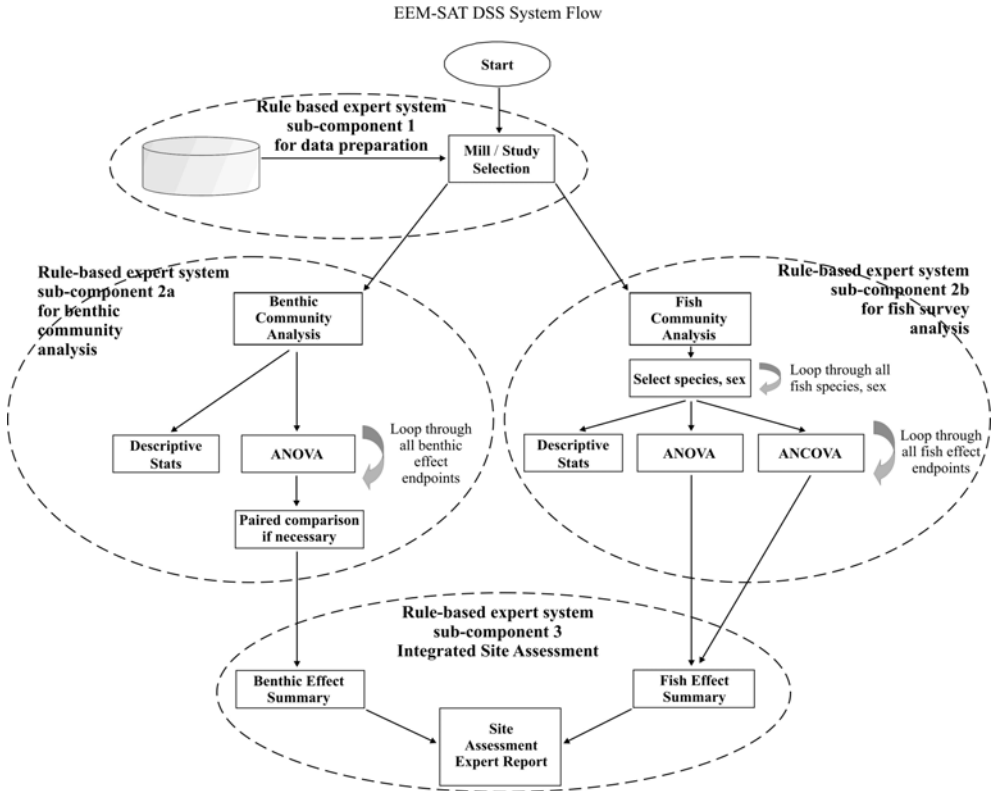 EEM-SAT DSS System Flow
Start
Rule based expert system
sub-component 1
for data preparation
Mill / Study
Selection
Rule-based expert system
sub-component 2a
for benthic
community
analysis
Benthic
Community
Analysis
Descriptive
Stats
ANOVA
Loop through
all benthic
effect
endpoints
Paired comparison
if necessary
Rule-based expert system
sub-component 2b
for fish survey
analysis
Fish
Community
Analysis
Select species, sex
Loop through all
fish species, sex
Descriptive
Stats
ANOVA
ANCOVA
Loop through
all fish effect
endpoints
Rule-based expert system
sub-component 3
Integrated Site Assessment
Benthic Effect
Summary
Fish Effect
Summary
Site
Assessment
Expert Report